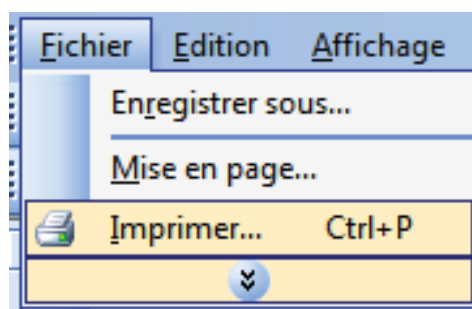 Fichier Edition Affichage
Enregistrer sous...
Mise en page...
Imprimer... Ctrl+P